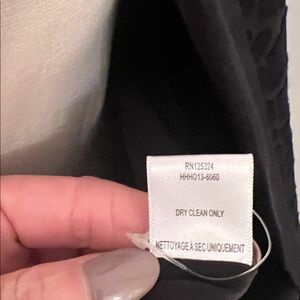 RN125324
HHHO13-6060
DRY CLEAN ONLY
NETTOYAGE À SEC UNIQUEMENT